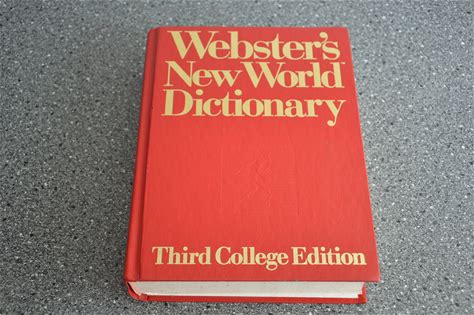 Webster's
New World
Dictionary
Third College Edition